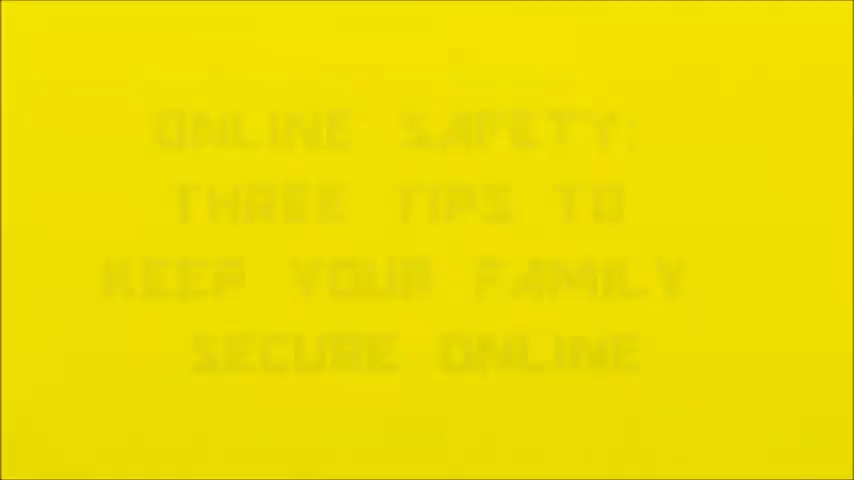 ONLINE SAFETY:
THREE TIPS TO
KEEP YOUR FAMILY
SECURE ONLINE